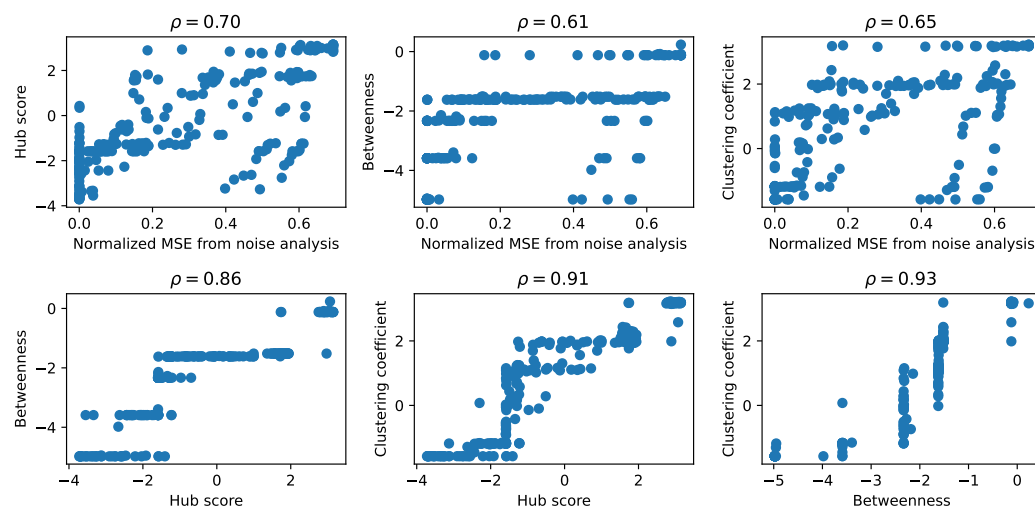 ρ = 0.70
Hub score
2
0
−2
−4
0.0 0.2 0.4 0.6
Normalized MSE from noise analysis
ρ = 0.61
Betweenness
0
−2
−4
0.0 0.2 0.4 0.6
Normalized MSE from noise analysis
ρ = 0.65
Clustering coefficient
2
0
0.0 0.2 0.4 0.6
Normalized MSE from noise analysis
ρ = 0.86
Betweenness
0
−2
−4
−4 −2 0 2
Hub score
ρ = 0.91
Clustering coefficient
2
0
−4 −2 0 2
Hub score
ρ = 0.93
Clustering coefficient
2
0
−5 −4 −3 −2 −1 0
Betweenness